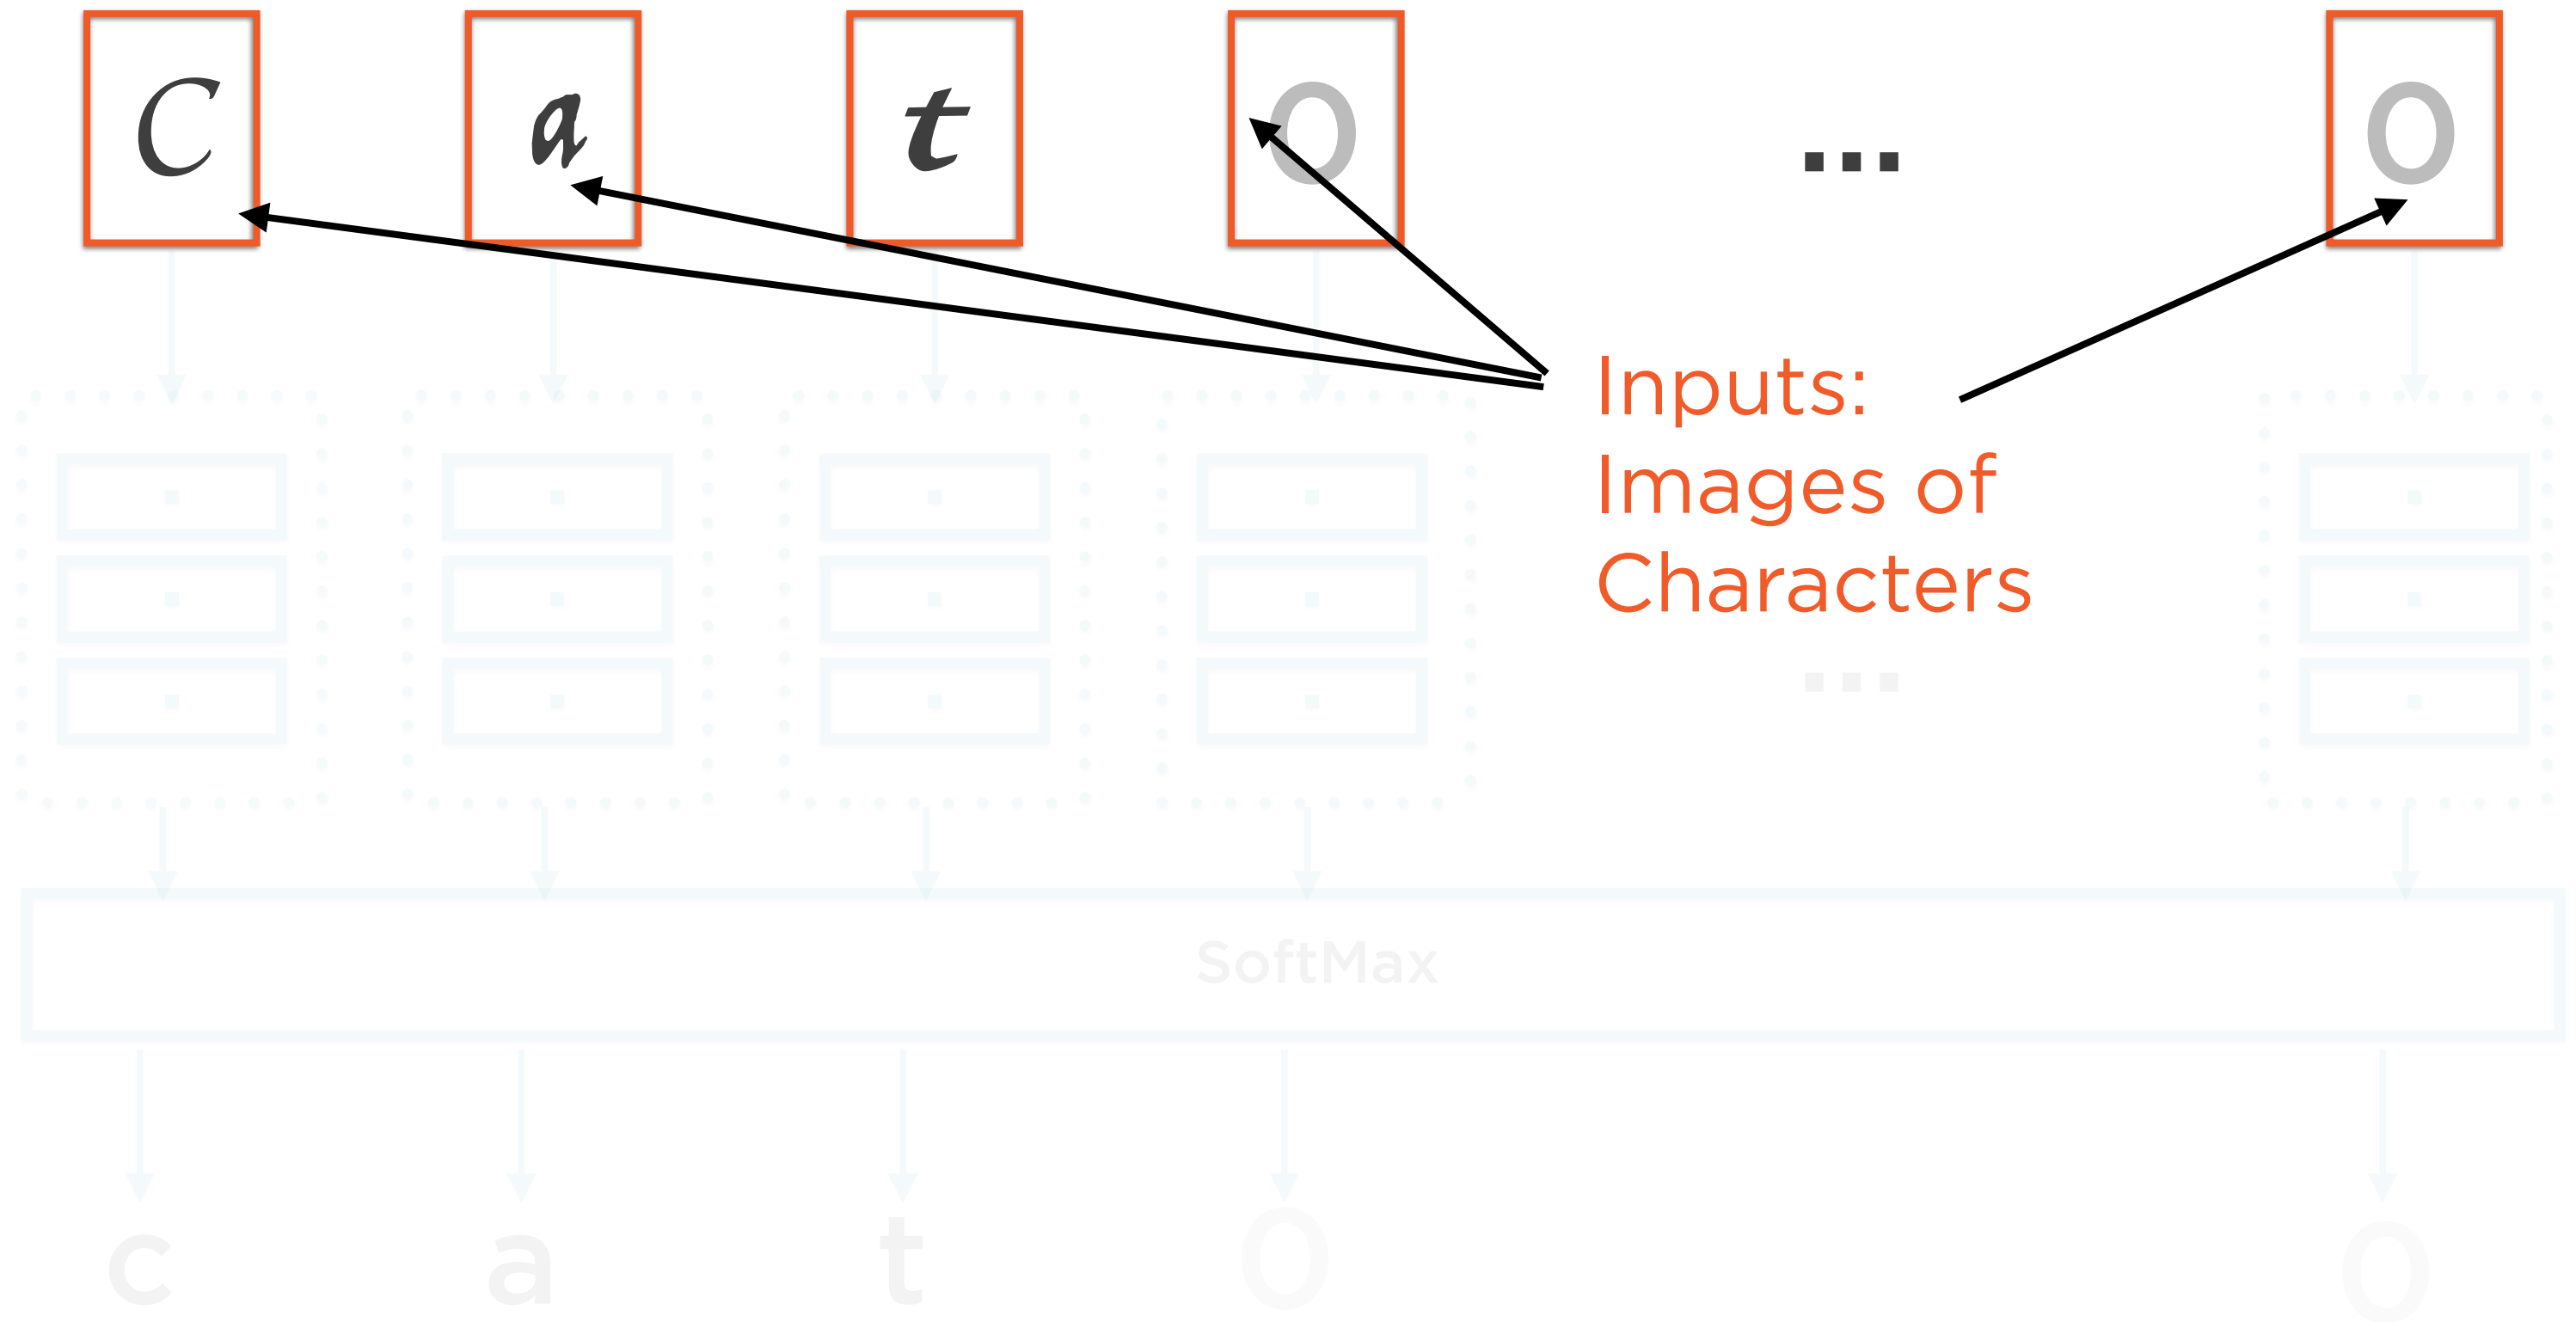 C a t 0 ... 0
Inputs:
Images of
Characters
...
SoftMax
c a t 0 0